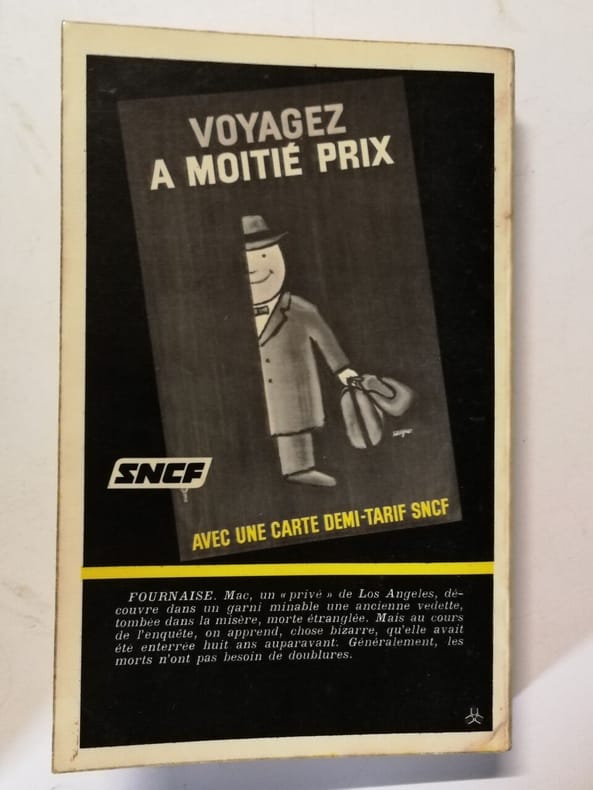 VOYAGEZ
A MOITIÉ PRIX
savignac
SNCF
AVEC UNE CARTE DEMI-TARIF SNCF
FOURNAISE. Mac, un « privé » de Los Angeles, dé-
couvre dans un garni minable une ancienne vedette,
tombée dans la misère, morte étranglée. Mais au cours
de l'enquête, on apprend, chose bizarre, qu'elle avait
été enterrée huit ans auparavant. Généralement, les
morts n'ont pas besoin de doublures.